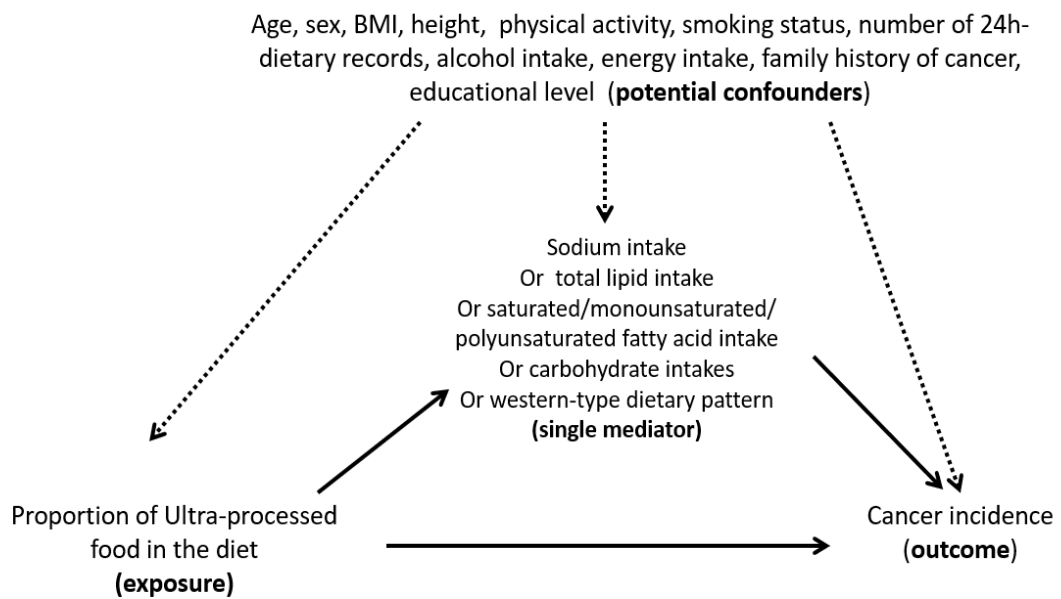 Age, sex, BMI, height, physical activity, smoking status, number of 24h-
dietary records, alcohol intake, energy intake, family history of cancer,
educational level (potential confounders)
Sodium intake
Or total lipid intake
Or saturated/monounsaturated/
polyunsaturated fatty acid intake
Or carbohydrate intakes
Or western-type dietary pattern
(single mediator)
Proportion of Ultra-processed
food in the diet
(exposure)
Cancer incidence
(outcome)